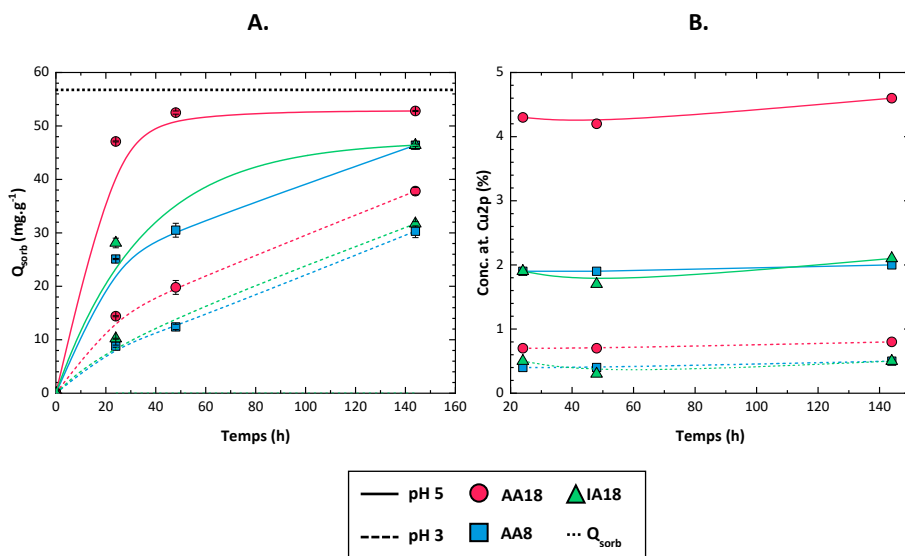 A.
B.
60
50
40
30
20
10
0
Q_sorb (mg.g⁻¹)
0 20 40 60 80 100 120 140 160
Temps (h)
5
4
3
2
1
0
Conc. at. Cu2p (%)
20 40 60 80 100 120 140
Temps (h)
pH 5 AA18 IA18
pH 3 AA8 Q_sorb